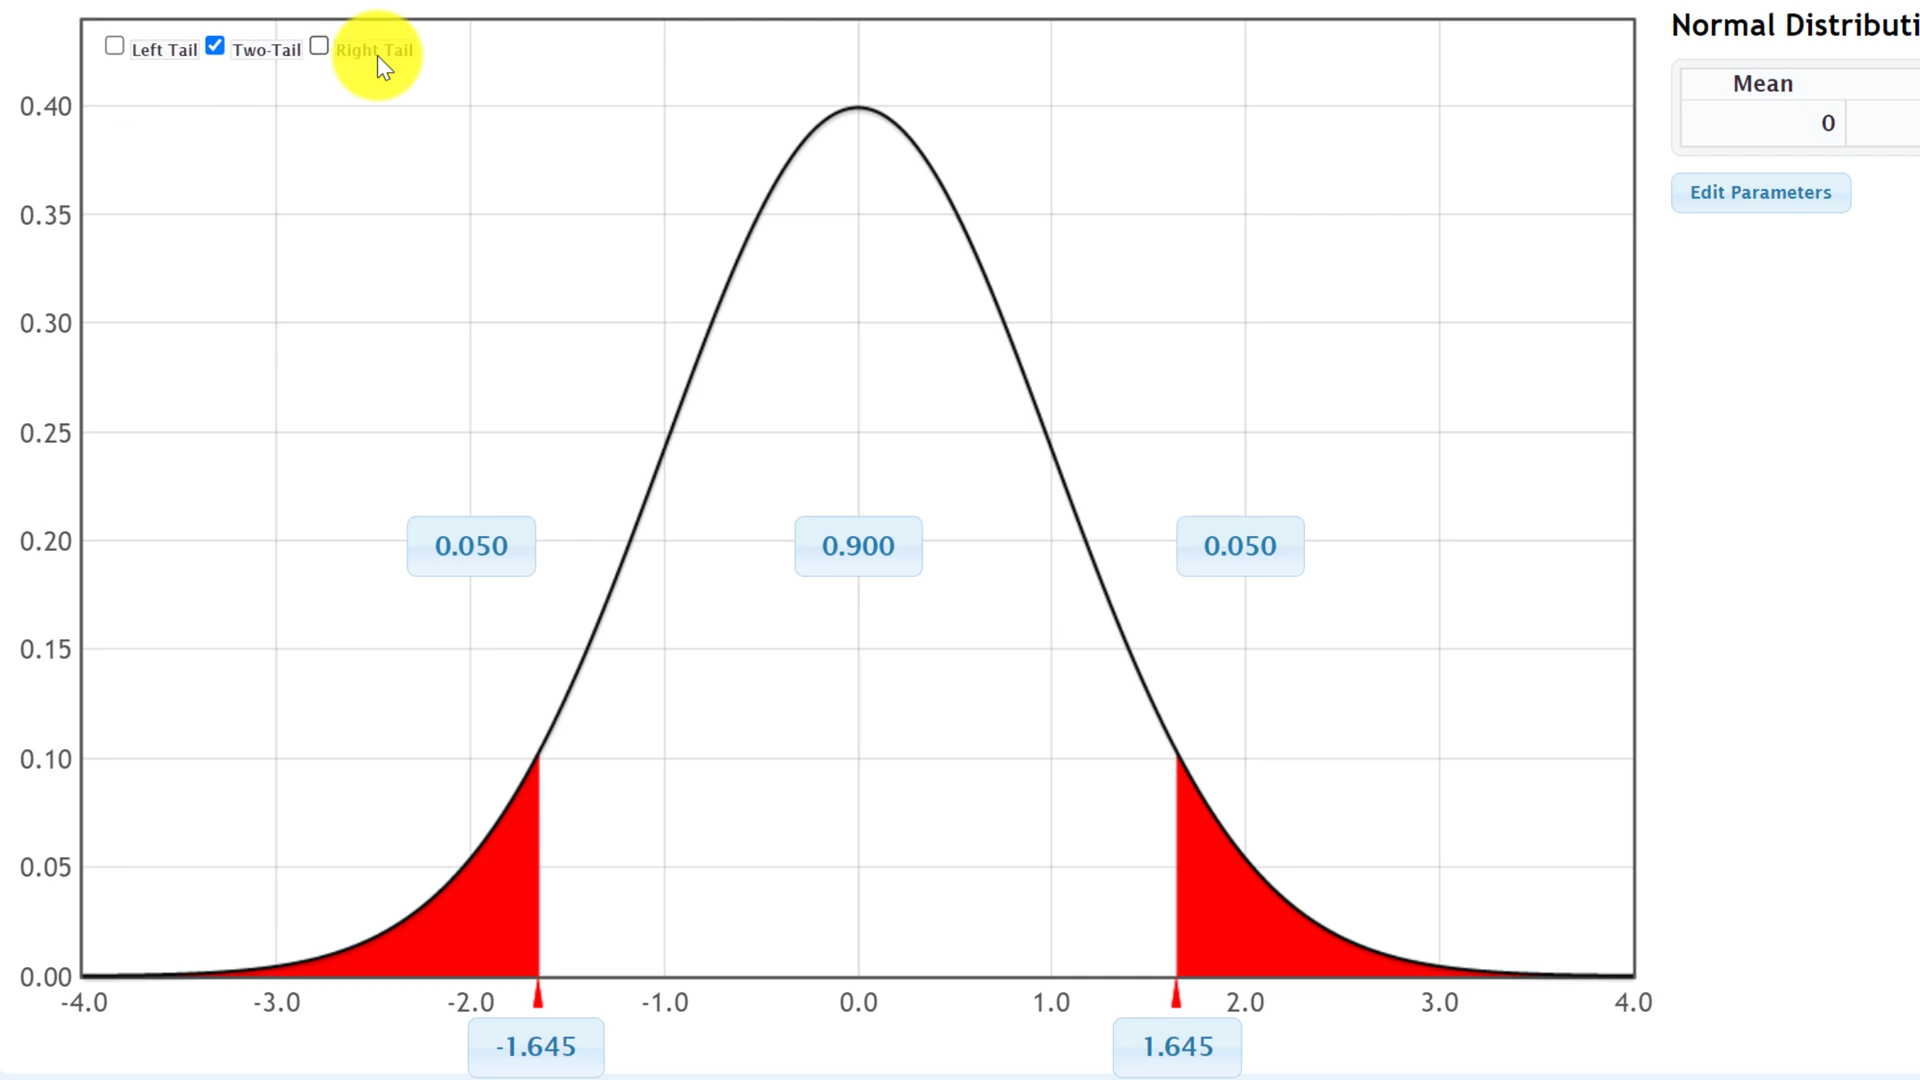 Left Tail Two-Tail Right Tail
Normal Distributi
Mean
0
Edit Parameters
0.40
0.35
0.30
0.25
0.20
0.15
0.10
0.05
0.00
0.050 0.900 0.050
-4.0 -3.0 -2.0 -1.0 0.0 1.0 2.0 3.0 4.0
-1.645 1.645